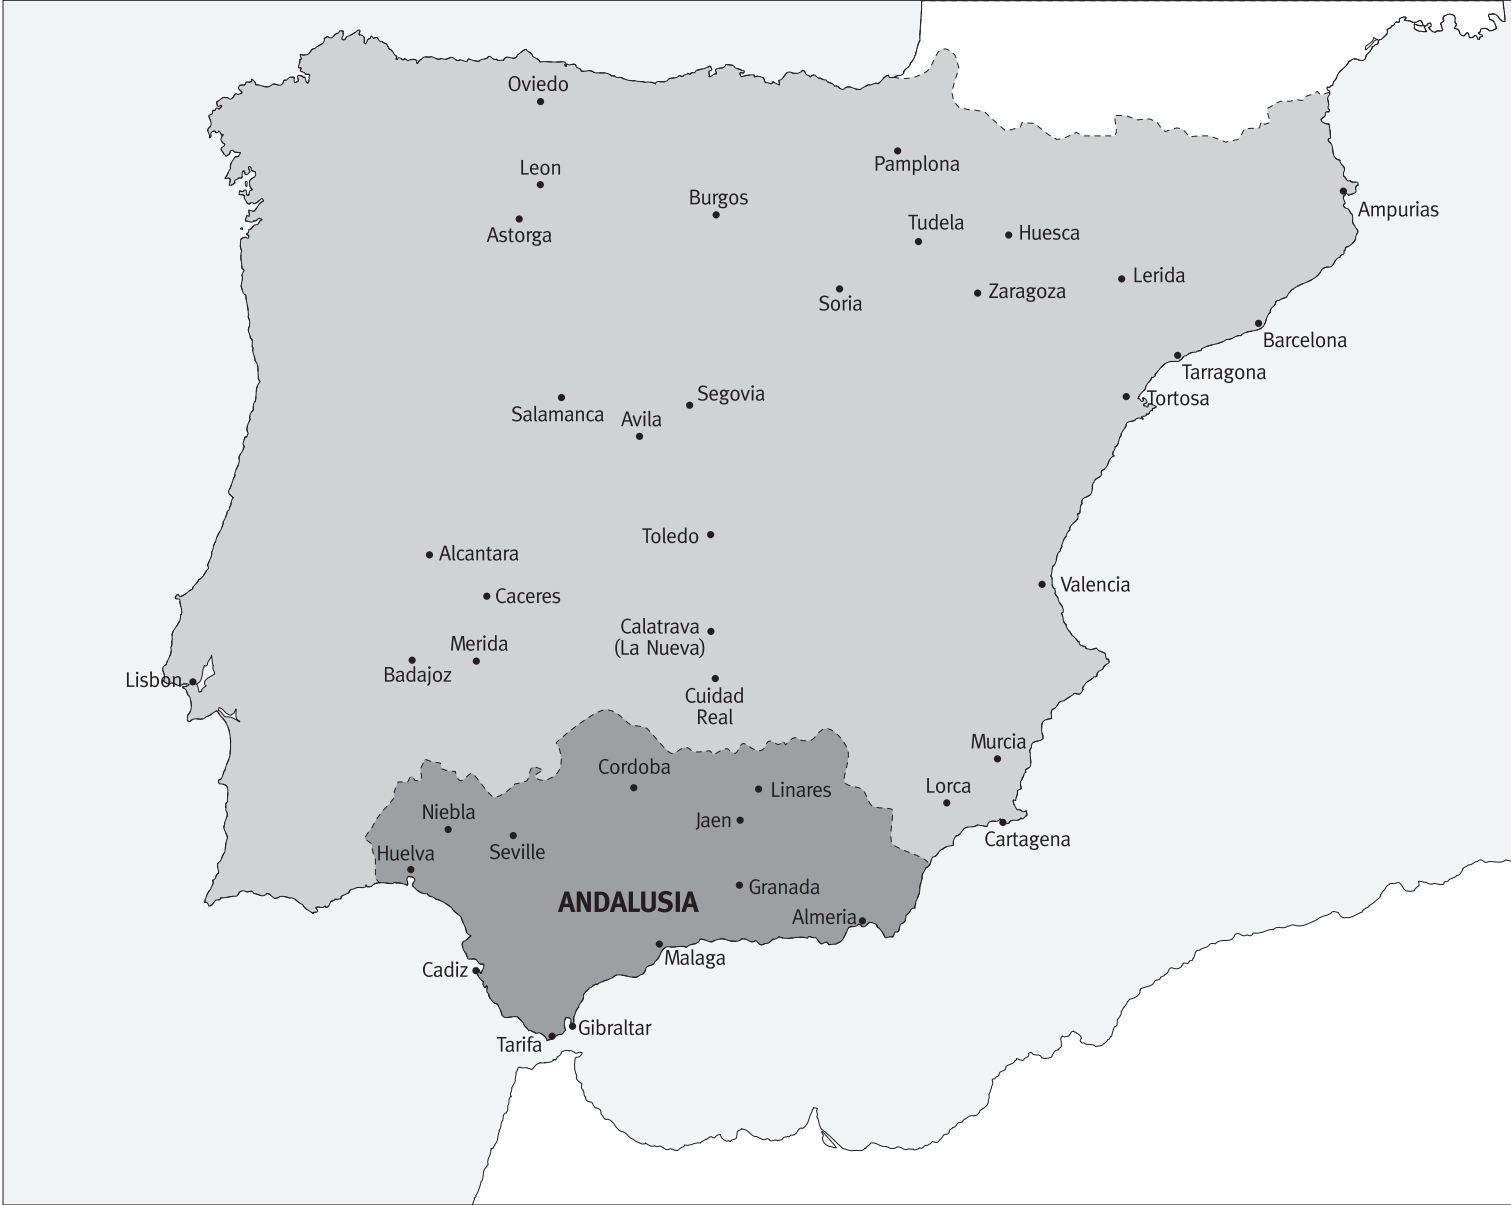 Oviedo
Leon
Astorga
Burgos
Pamplona
Tudela
Huesca
Ampurias
Soria
Zaragoza
Lerida
Barcelona
Tarragona
Tortosa
Salamanca
Avila
Segovia
Toledo
Alcantara
Caceres
Valencia
Calatrava
(La Nueva)
Merida
Badajoz
Lisbon
Cuidad
Real
Murcia
Lorca
Cartagena
Cordoba
Linares
Niebla
Jaen
Seville
Huelva
Granada
ANDALUSIA
Almeria
Malaga
Cadiz
Gibraltar
Tarifa